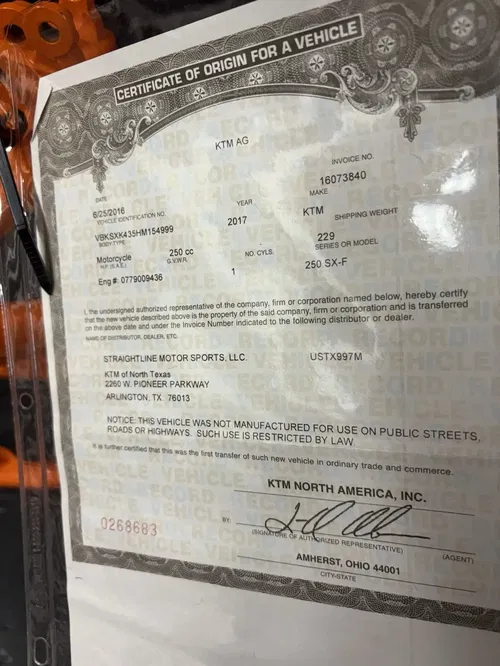 CERTIFICATE OF ORIGIN FOR A VEHICLE
KTM AG
DATE
6/25/2016
INVOICE NO.
16073840
VEHICLE IDENTIFICATION NO.
VBKSXK435HM154999
YEAR
2017
MAKE
KTM
BODY TYPE
Motorcycle
250 cc
SHIPPING WEIGHT
229
H.P. (S.A.E.)
G.V.W.R.
NO. CYLS.
SERIES OR MODEL
Eng #: 0779009436
1
250 SX-F
I, the undersigned authorized representative of the company, firm or corporation named below, hereby certify
that the new vehicle described above is the property of the said company, firm or corporation and is transferred
on the above date and under the Invoice Number indicated to the following distributor or dealer.
NAME OF DISTRIBUTOR, DEALER, ETC.
STRAIGHTLINE MOTOR SPORTS, LLC. USTX997M
KTM of North Texas
2260 W. PIONEER PARKWAY
ARLINGTON, TX 76013
NOTICE: THIS VEHICLE WAS NOT MANUFACTURED FOR USE ON PUBLIC STREETS,
ROADS OR HIGHWAYS. SUCH USE IS RESTRICTED BY LAW
It is further certified that this was the first transfer of such new vehicle in ordinary trade and commerce.
KTM NORTH AMERICA, INC.
0268683
BY:
(SIGNATURE OF AUTHORIZED REPRESENTATIVE) (AGENT)
AMHERST, OHIO 44001
CITY-STATE